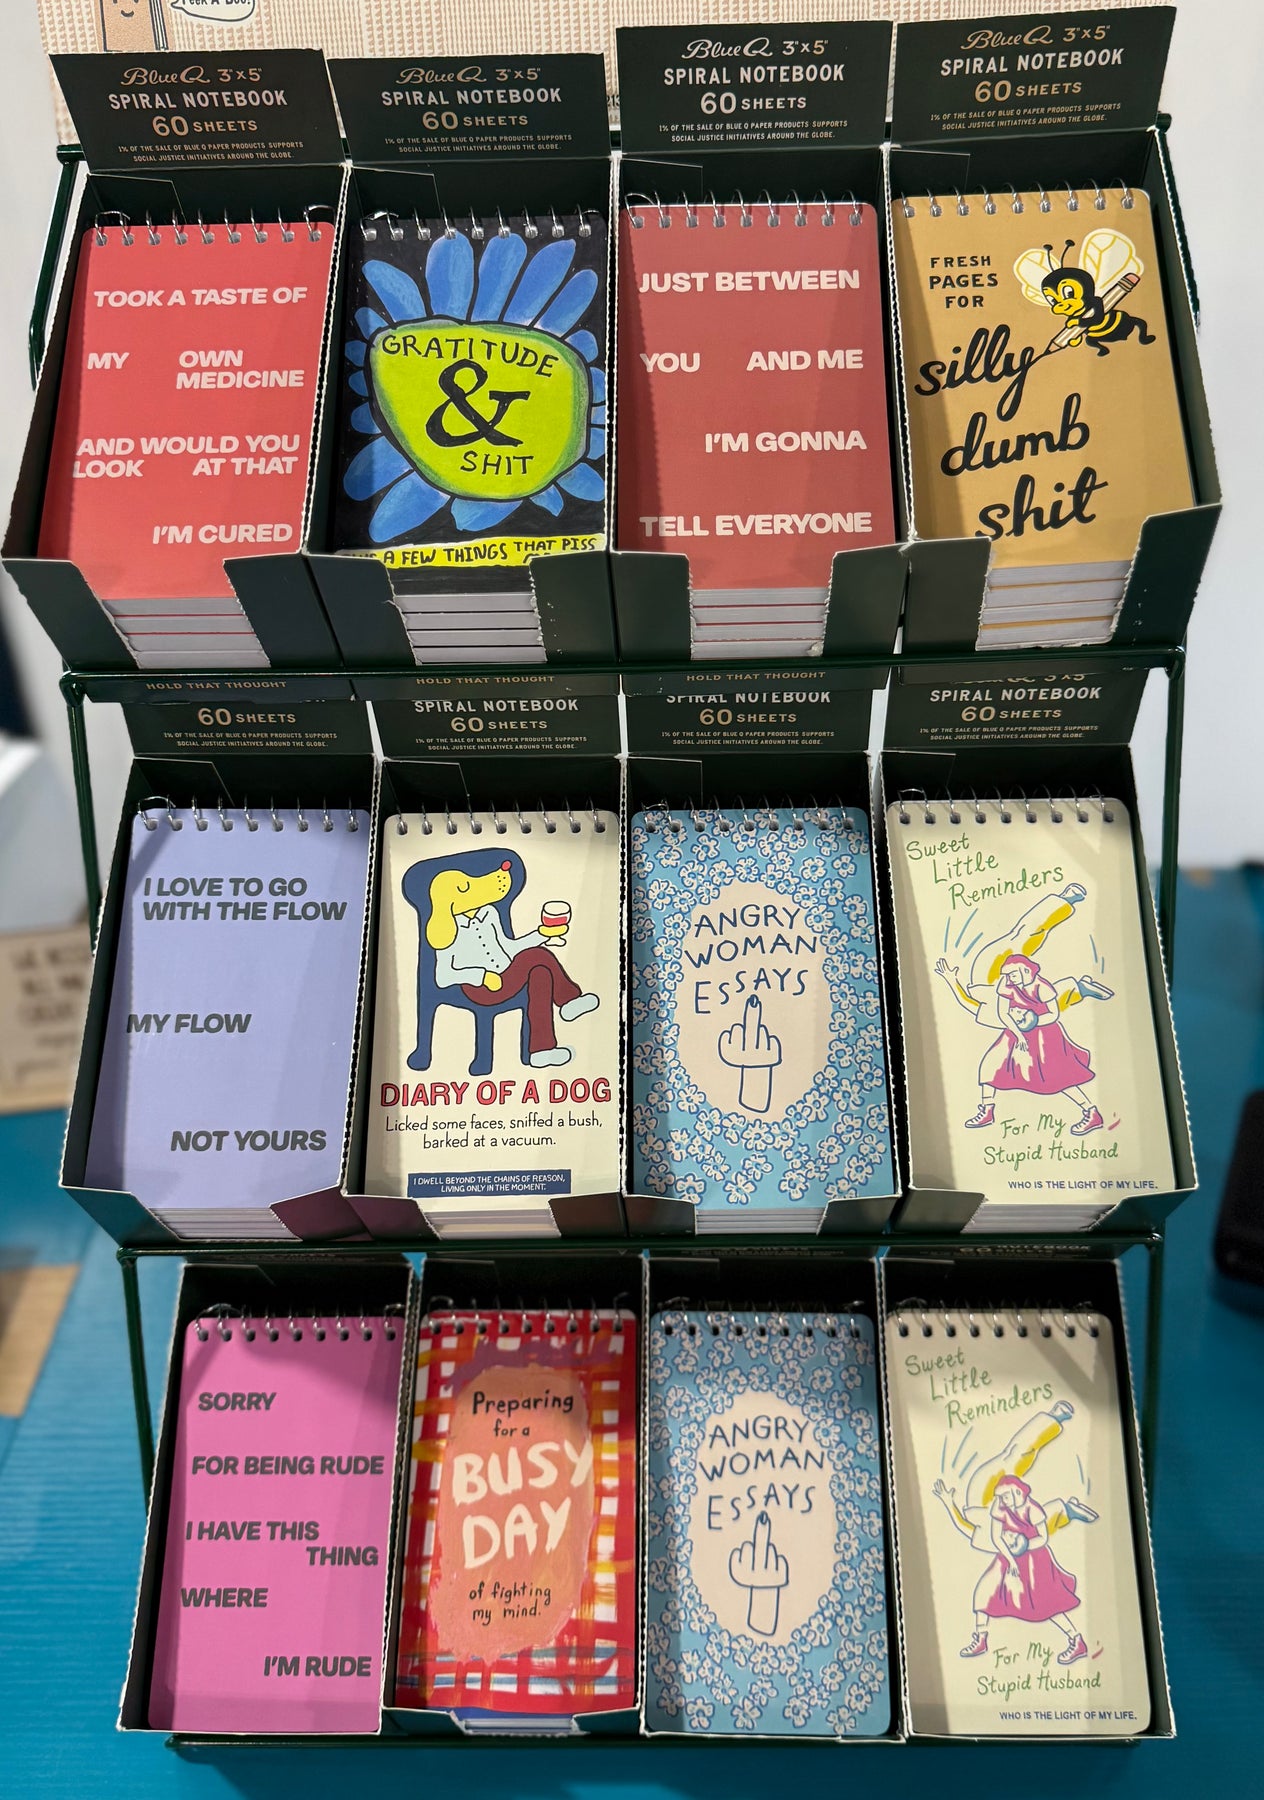 Peek-A-Boo!
Blue Q 3"x5"
SPIRAL NOTEBOOK
60 SHEETS
1% OF THE SALE OF BLUE Q PAPER PRODUCTS SUPPORTS
SOCIAL JUSTICE INITIATIVES AROUND THE GLOBE.
Blue Q 3"x5"
SPIRAL NOTEBOOK
60 SHEETS
1% OF THE SALE OF BLUE Q PAPER PRODUCTS SUPPORTS
SOCIAL JUSTICE INITIATIVES AROUND THE GLOBE.
Blue Q 3"x5"
SPIRAL NOTEBOOK
60 SHEETS
1% OF THE SALE OF BLUE Q PAPER PRODUCTS SUPPORTS
SOCIAL JUSTICE INITIATIVES AROUND THE GLOBE.
Blue Q 3"x5"
SPIRAL NOTEBOOK
60 SHEETS
1% OF THE SALE OF BLUE Q PAPER PRODUCTS SUPPORTS
SOCIAL JUSTICE INITIATIVES AROUND THE GLOBE.
TOOK A TASTE OF
MY OWN
MEDICINE
AND WOULD YOU
LOOK AT THAT
I'M CURED
GRATITUDE
&
SHIT
A FEW THINGS THAT PISS
JUST BETWEEN
YOU AND ME
I'M GONNA
TELL EVERYONE
FRESH
PAGES
FOR
silly
dumb
shit
HOLD THAT THOUGHT
60 SHEETS
1% OF THE SALE OF BLUE Q PAPER PRODUCTS SUPPORTS
SOCIAL JUSTICE INITIATIVES AROUND THE GLOBE.
HOLD THAT THOUGHT
SPIRAL NOTEBOOK
60 SHEETS
1% OF THE SALE OF BLUE Q PAPER PRODUCTS SUPPORTS
SOCIAL JUSTICE INITIATIVES AROUND THE GLOBE.
HOLD THAT THOUGHT
SPIRAL NOTEBOOK
60 SHEETS
1% OF THE SALE OF BLUE Q PAPER PRODUCTS SUPPORTS
SOCIAL JUSTICE INITIATIVES AROUND THE GLOBE.
3"x5"
SPIRAL NOTEBOOK
60 SHEETS
1% OF THE SALE OF BLUE Q PAPER PRODUCTS SUPPORTS
SOCIAL JUSTICE INITIATIVES AROUND THE GLOBE.
I LOVE TO GO
WITH THE FLOW
MY FLOW
NOT YOURS
DIARY OF A DOG
Licked some faces, sniffed a bush,
barked at a vacuum.
I DWELL BEYOND THE CHAINS OF REASON,
LIVING ONLY IN THE MOMENT.
ANGRY
WOMAN
ESSAYS
Sweet
Little
Reminders
For My
Stupid Husband
WHO IS THE LIGHT OF MY LIFE.
SORRY
FOR BEING RUDE
I HAVE THIS
THING
WHERE
I'M RUDE
Preparing
for a
BUSY
DAY
of fighting
my mind.
ANGRY
WOMAN
ESSAYS
Sweet
Little
Reminders
For My
Stupid Husband
WHO IS THE LIGHT OF MY LIFE.